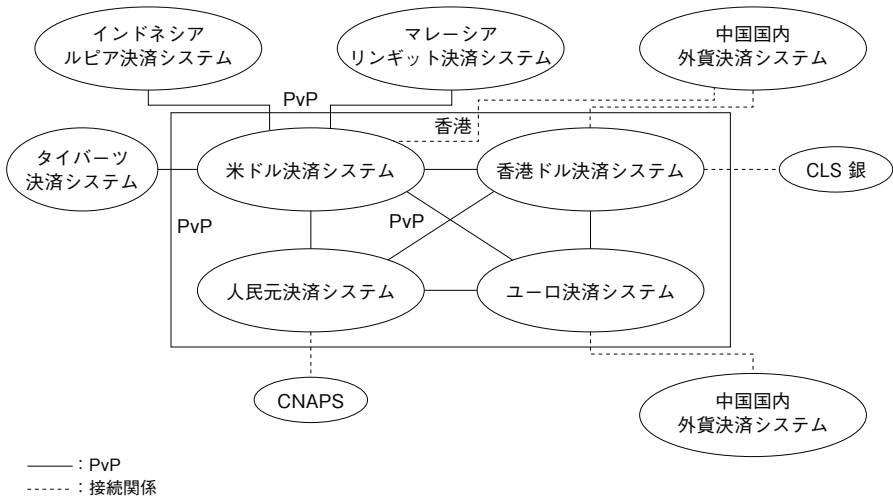 インドネシア
ルピア決済システム
マレーシア
リンギット決済システム
中国国内
外貨決済システム
PvP
香港
タイバーツ
決済システム
米ドル決済システム
香港ドル決済システム
CLS 銀
PvP
PvP
人民元決済システム
ユーロ決済システム
CNAPS
中国国内
外貨決済システム
：PvP
：接続関係